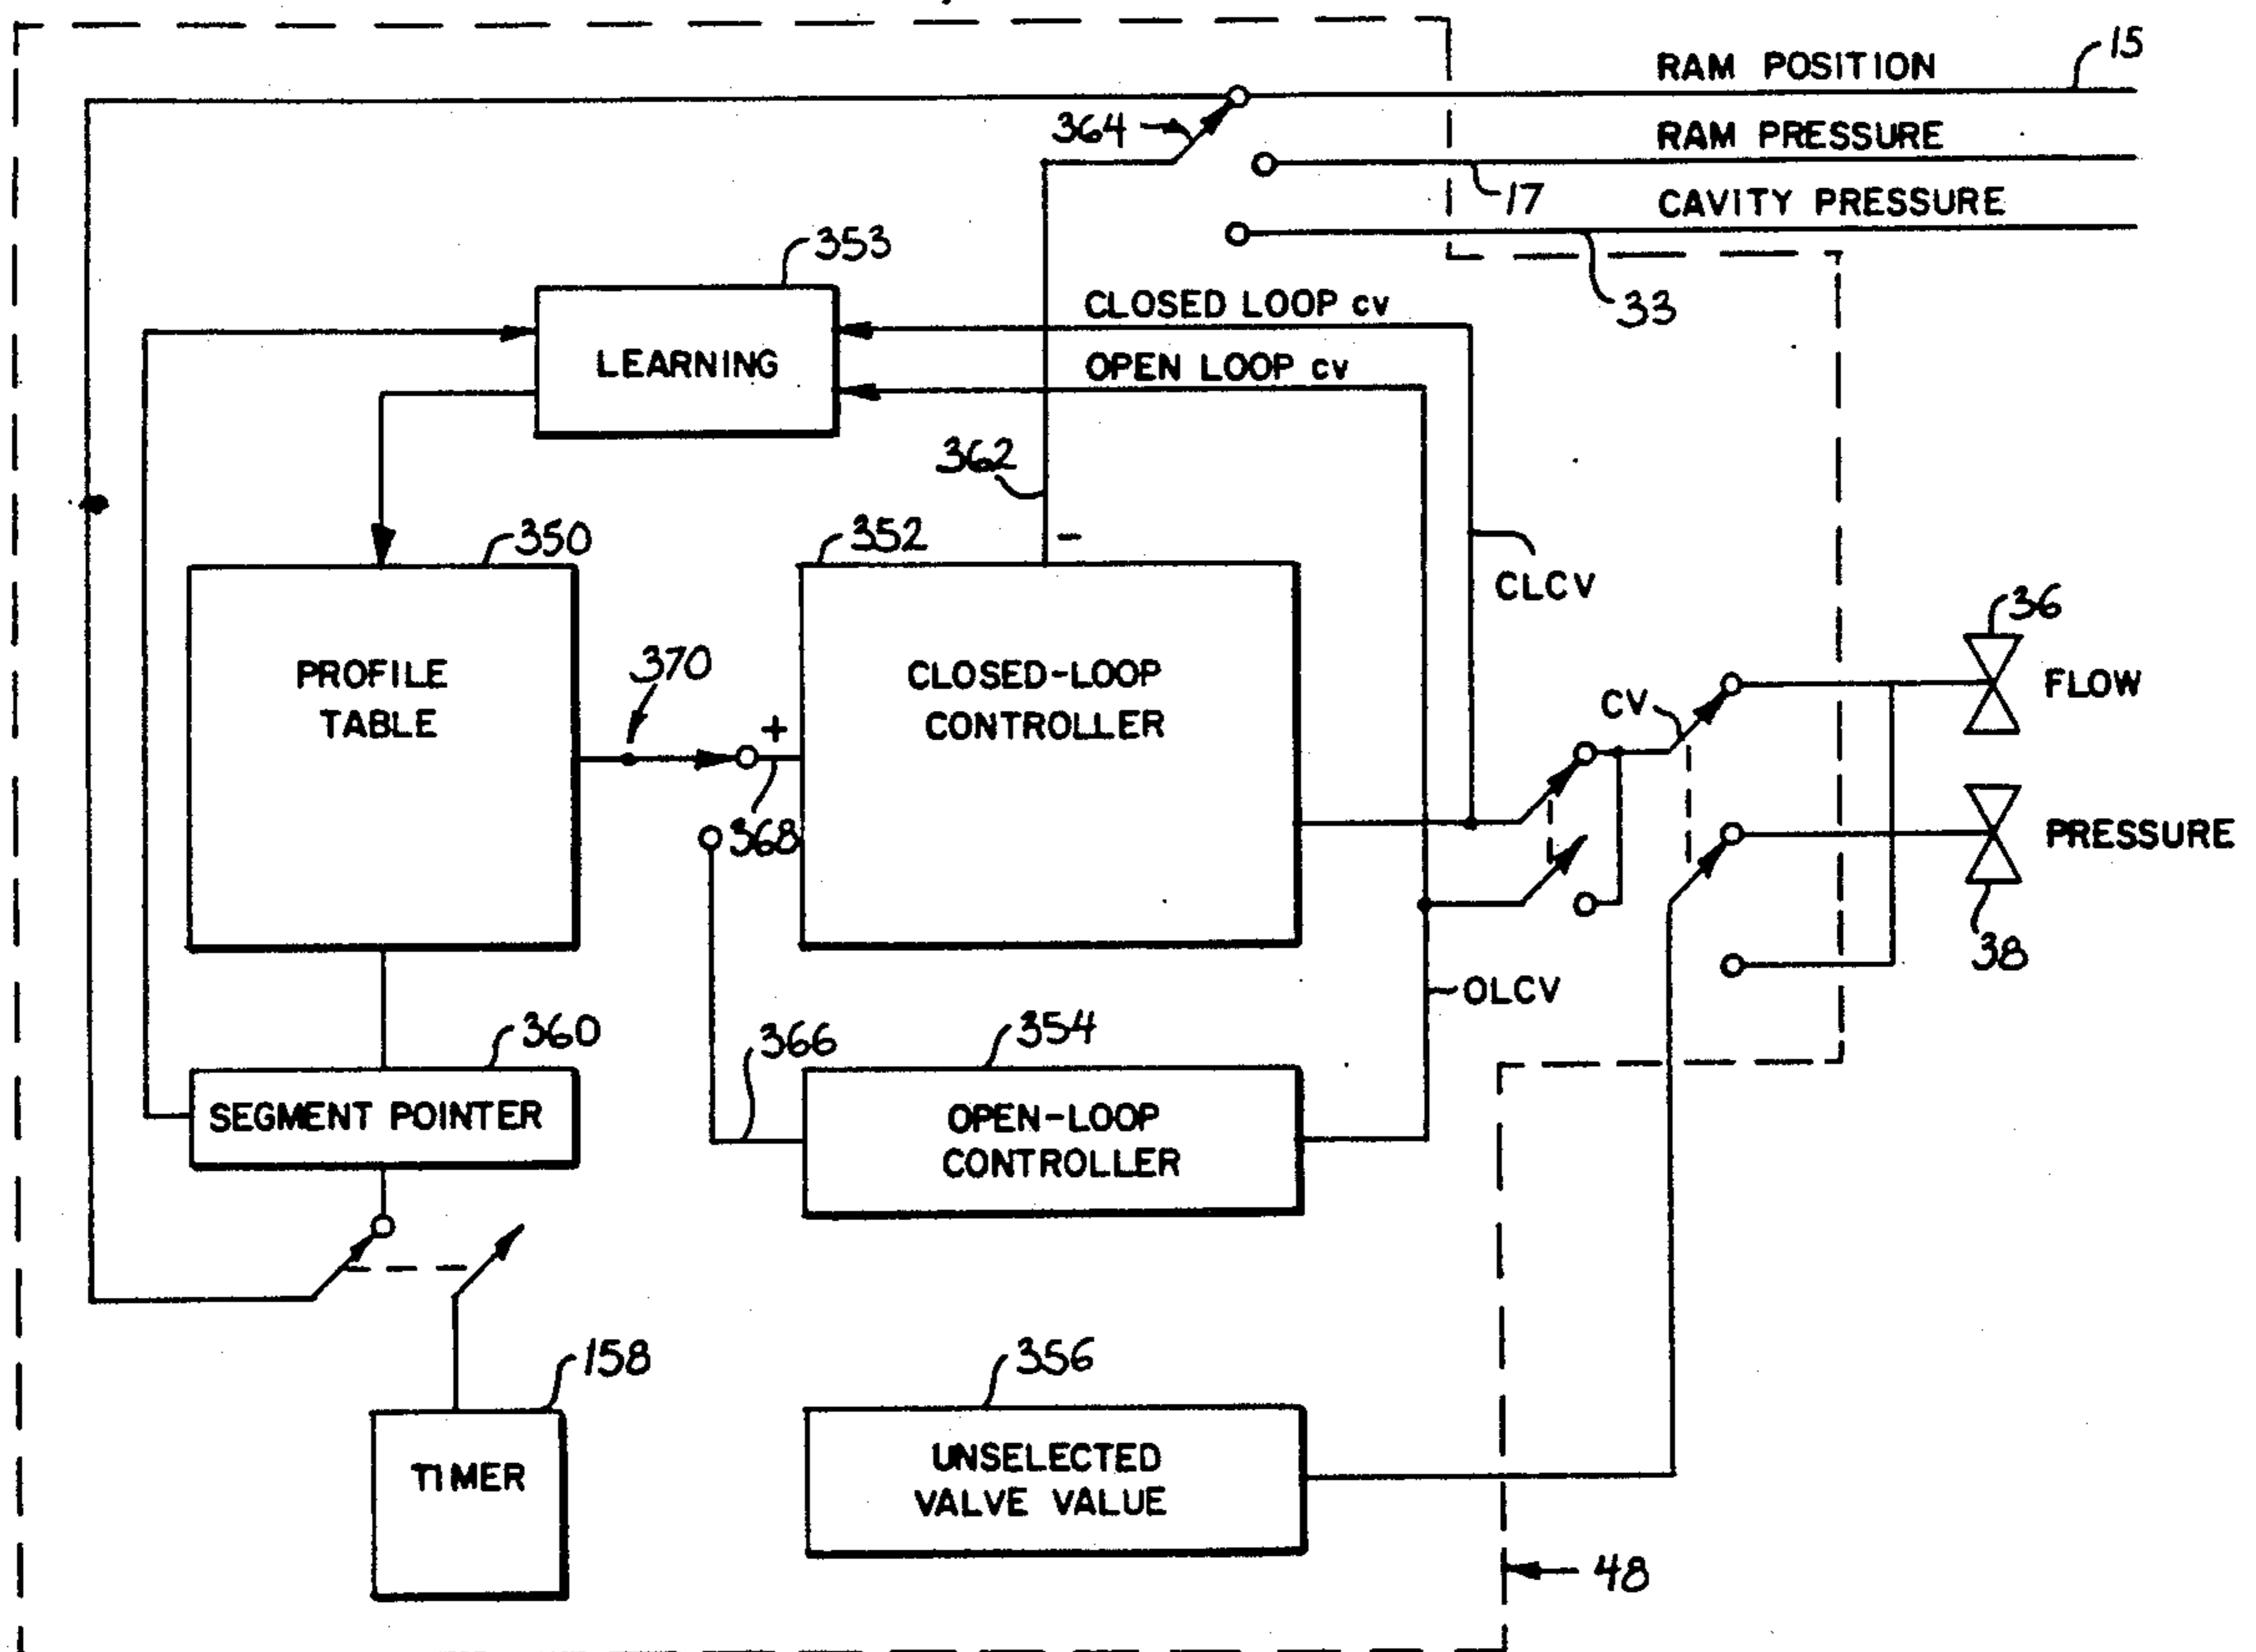 RAM POSITION
15
364
RAM PRESSURE
17
CAVITY PRESSURE
33
353
CLOSED LOOP cv
LEARNING
OPEN LOOP cv
362
350
352
-
CLCV
36
PROFILE
TABLE
370
CLOSED-LOOP
CONTROLLER
+
368
CV
FLOW
PRESSURE
38
OLCV
360
366
354
SEGMENT POINTER
OPEN-LOOP
CONTROLLER
158
356
TIMER
UNSELECTED
VALVE VALUE
48